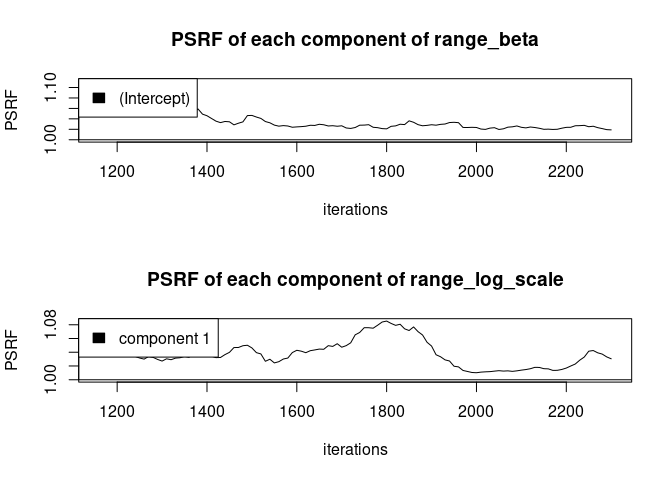 PSRF of each component of range_beta
PSRF
1.10
1.00
(Intercept)
1200 1400 1600 1800 2000 2200
iterations
PSRF of each component of range_log_scale
PSRF
1.08
1.00
component 1
1200 1400 1600 1800 2000 2200
iterations